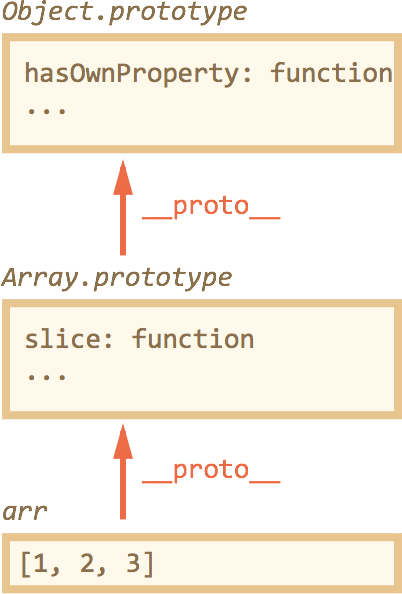 Object.prototype
hasOwnProperty: function
...
__proto__
Array.prototype
slice: function
...
__proto__
arr
[1, 2, 3]